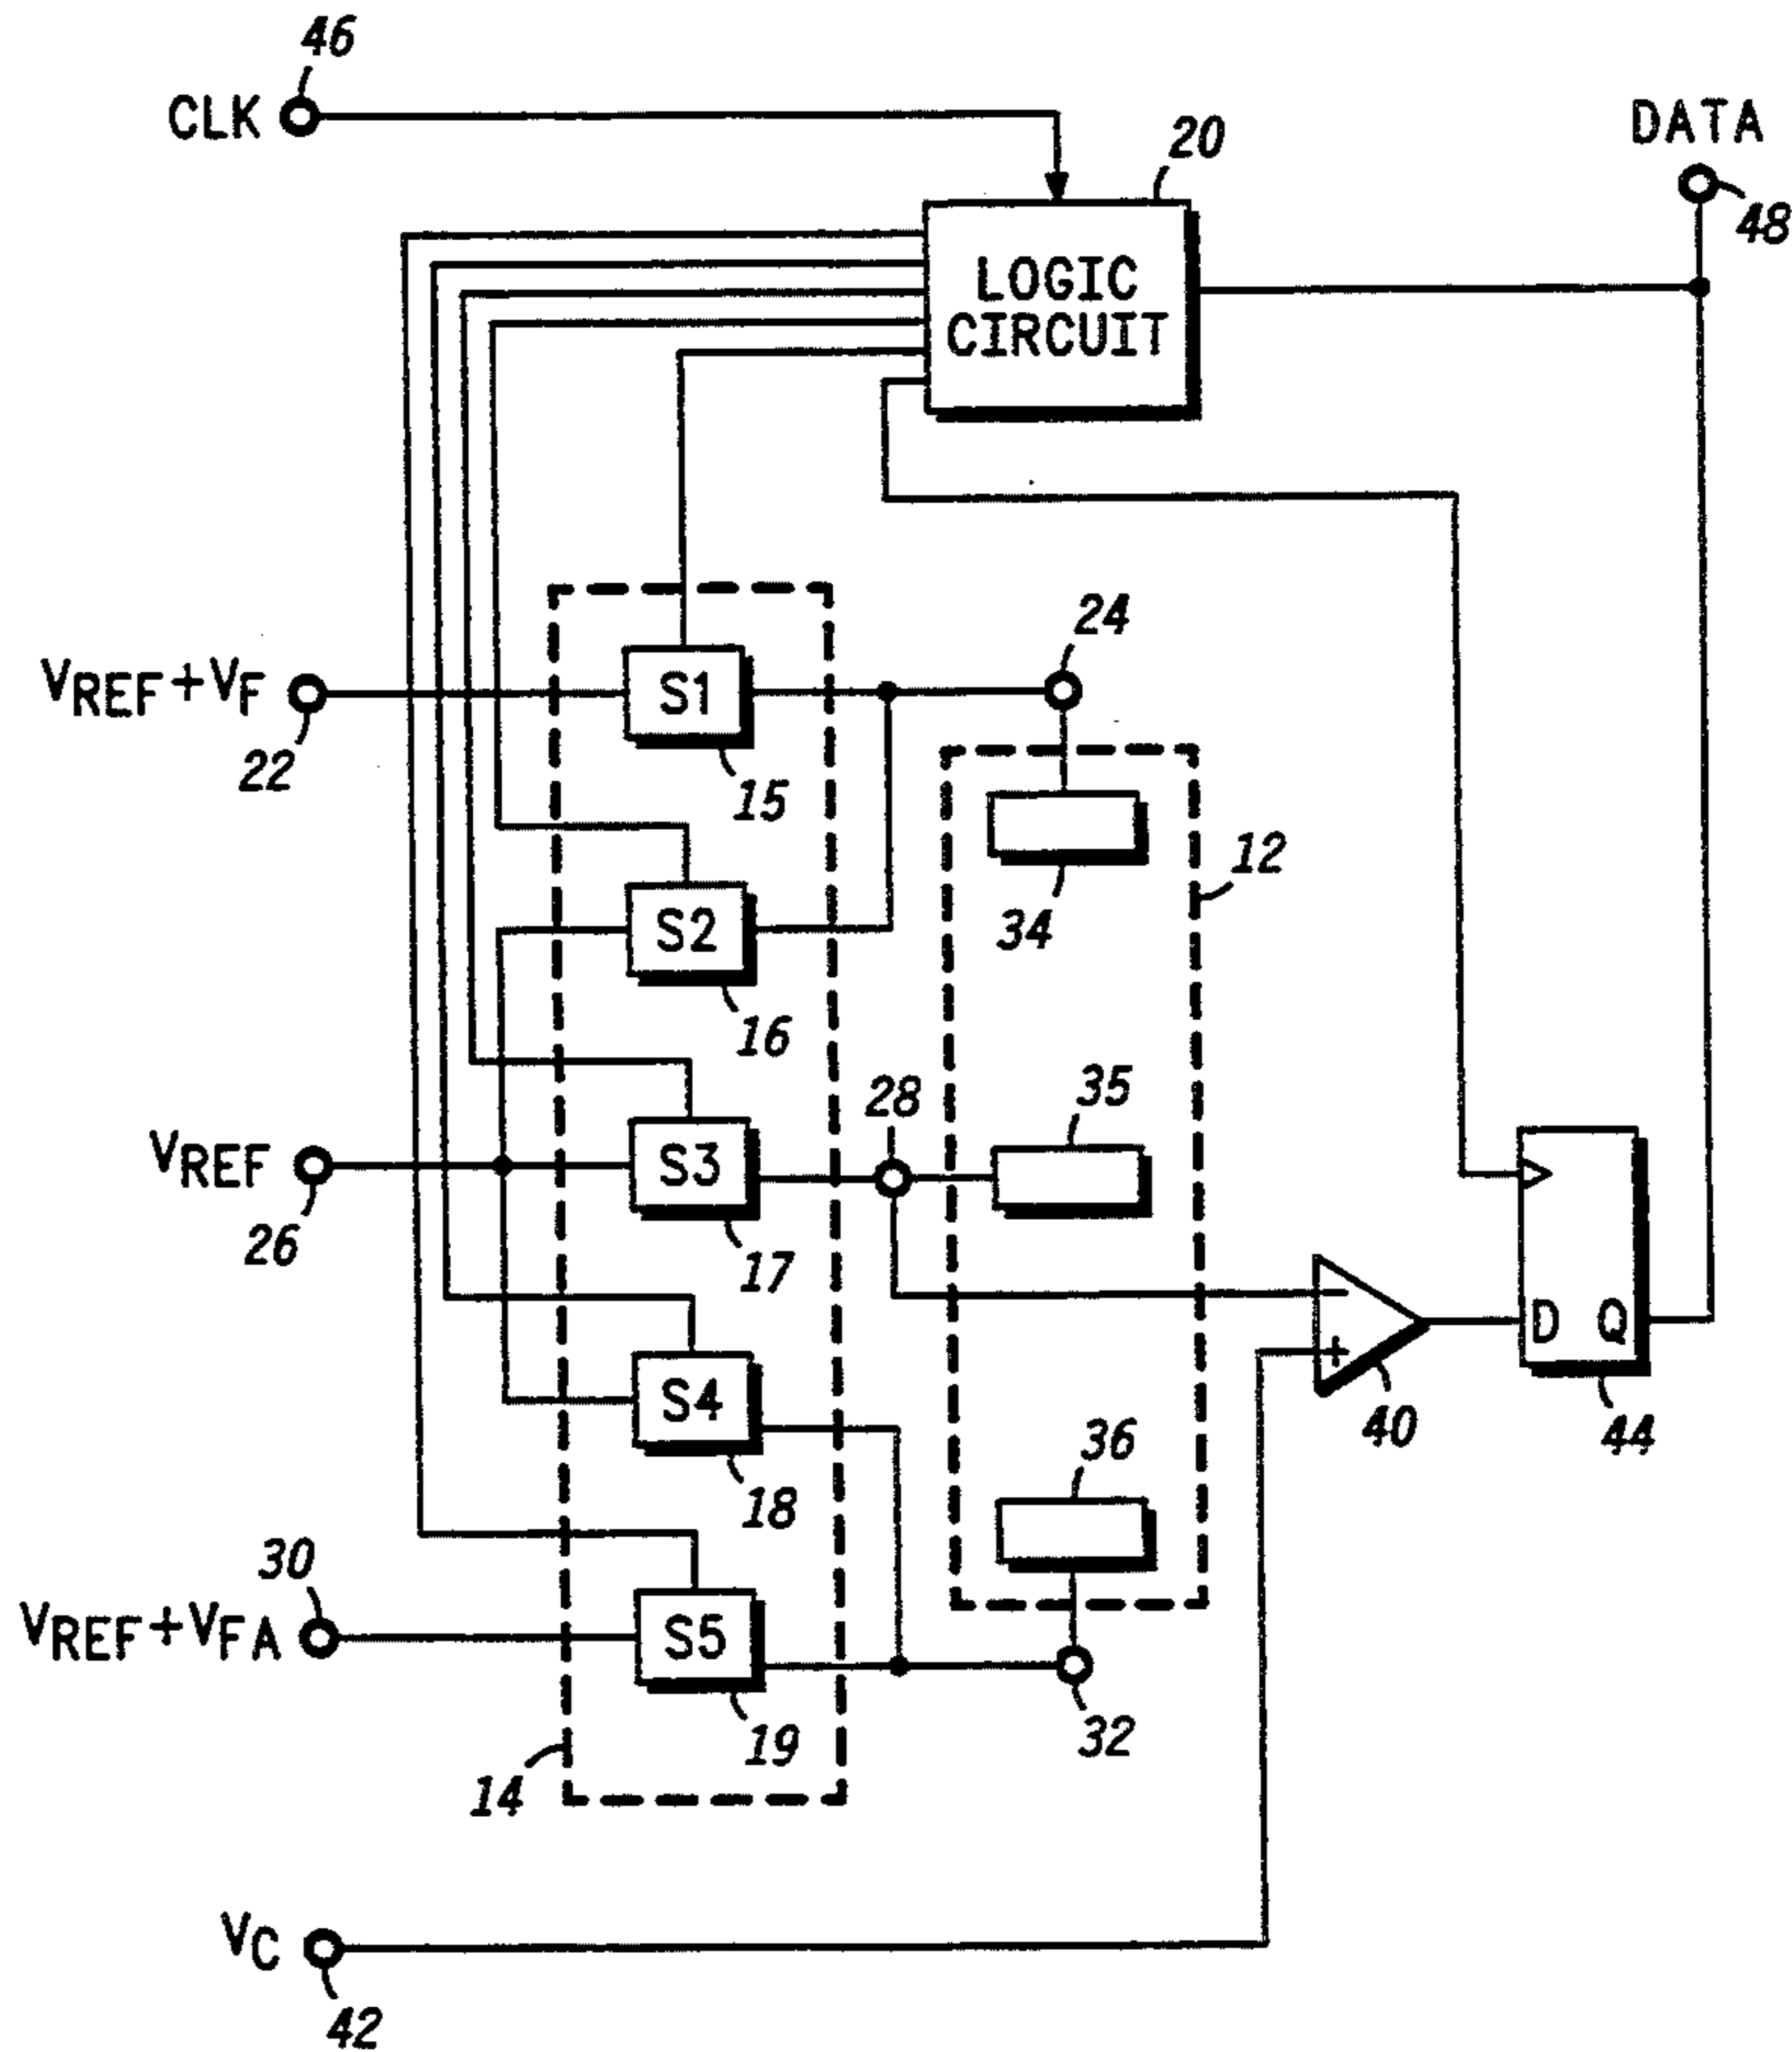 46
CLK
20
DATA
48
LOGIC
CIRCUIT
VREF+VF
22
S1
15
24
34
12
S2
16
VREF
26
S3
17
28
35
S4
18
D Q
40
44
36
30
VREF+VFA
S5
19
32
14
VC
42